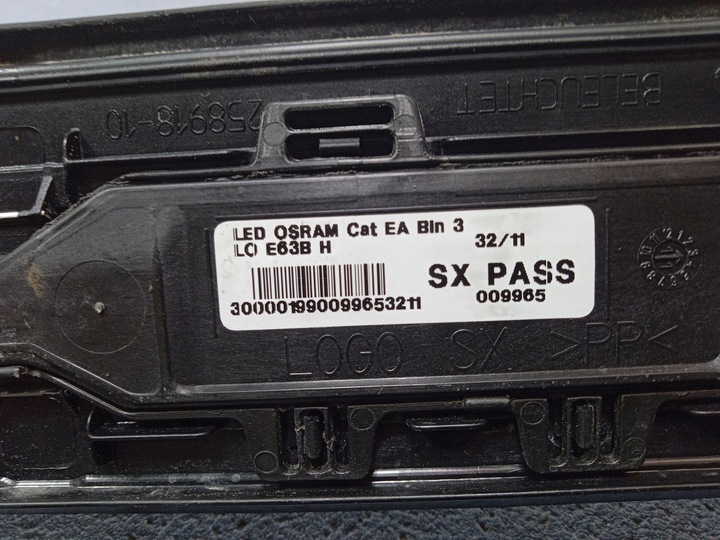 BELEUCHTET
258918-10
LED OSRAM Cat EA Bin 3
LO E63B H
32/11
SX PASS
009965
300001990099653211
LOGO SX >PP<